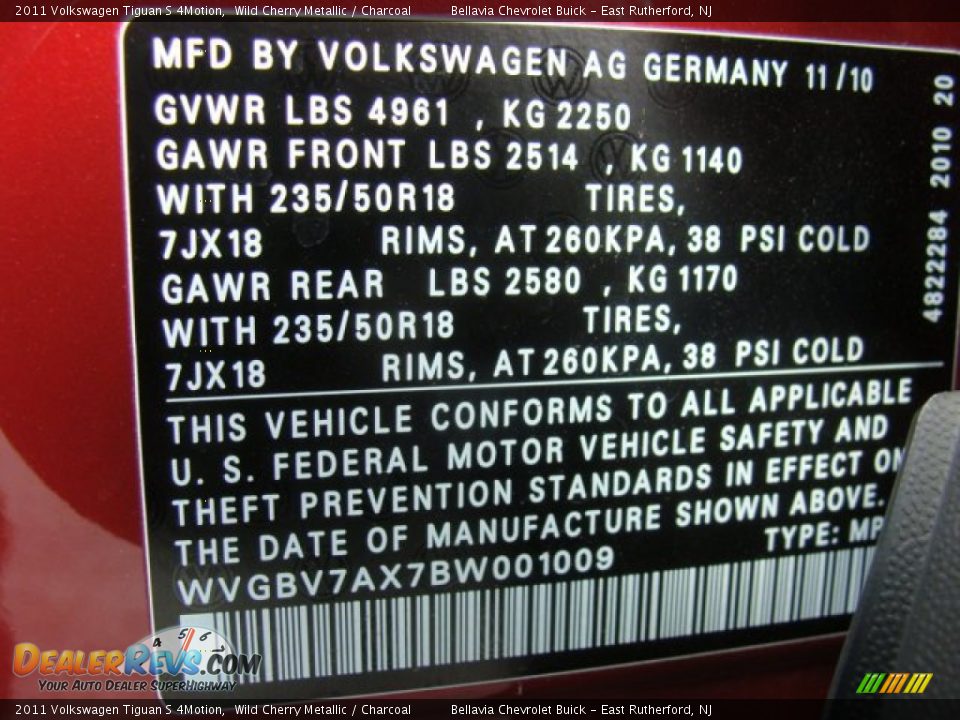 2011 Volkswagen Tiguan S 4Motion, Wild Cherry Metallic / Charcoal Bellavia Chevrolet Buick – East Rutherford, NJ
MFD BY VOLKSWAGEN AG GERMANY 11/10
GVWR LBS 4961 , KG 2250
GAWR FRONT LBS 2514 , KG 1140
WITH 235/50R18 TIRES,
7JX18 RIMS, AT 260KPA, 38 PSI COLD
GAWR REAR LBS 2580 , KG 1170
WITH 235/50R18 TIRES,
7JX18 RIMS, AT 260KPA, 38 PSI COLD
4822284 2010 20
THIS VEHICLE CONFORMS TO ALL APPLICABLE
U. S. FEDERAL MOTOR VEHICLE SAFETY AND
THEFT PREVENTION STANDARDS IN EFFECT ON
THE DATE OF MANUFACTURE SHOWN ABOVE.
TYPE: MP
WVGBV7AX7BW001009
4 5 6
DEALERREVS.COM
YOUR AUTO DEALER SUPERHIGHWAY
2011 Volkswagen Tiguan S 4Motion, Wild Cherry Metallic / Charcoal Bellavia Chevrolet Buick – East Rutherford, NJ